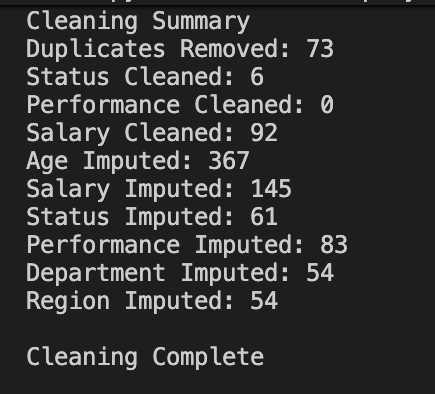 Cleaning Summary
Duplicates Removed: 73
Status Cleaned: 6
Performance Cleaned: 0
Salary Cleaned: 92
Age Imputed: 367
Salary Imputed: 145
Status Imputed: 61
Performance Imputed: 83
Department Imputed: 54
Region Imputed: 54
Cleaning Complete